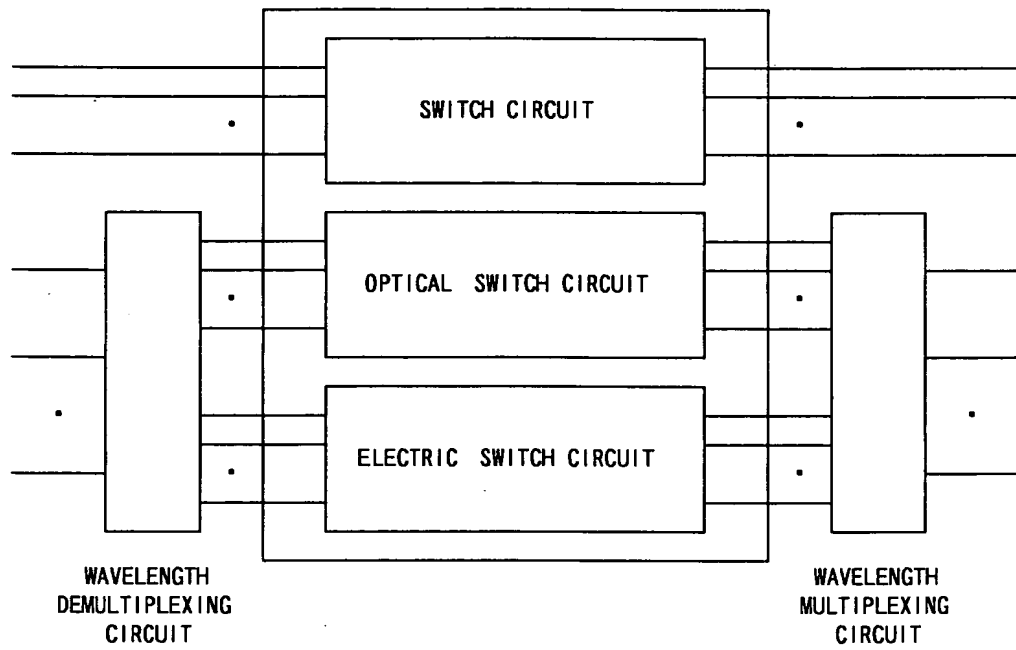 SWITCH CIRCUIT
OPTICAL SWITCH CIRCUIT
ELECTRIC SWITCH CIRCUIT
WAVELENGTH
DEMULTIPLEXING
CIRCUIT
WAVELENGTH
MULTIPLEXING
CIRCUIT